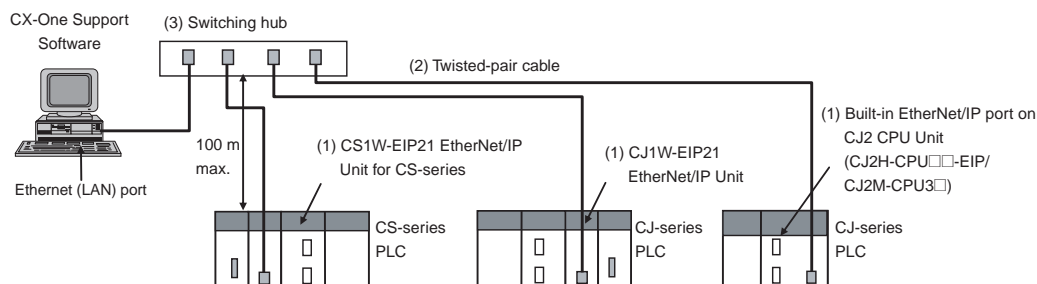 CX-One Support
Software
(3) Switching hub
(2) Twisted-pair cable
100 m
max.
Ethernet (LAN) port
(1) CS1W-EIP21 EtherNet/IP
Unit for CS-series
(1) CJ1W-EIP21
EtherNet/IP Unit
(1) Built-in EtherNet/IP port on
CJ2 CPU Unit
(CJ2H-CPU□□-EIP/
CJ2M-CPU3□)
CS-series
PLC
CJ-series
PLC
CJ-series
PLC